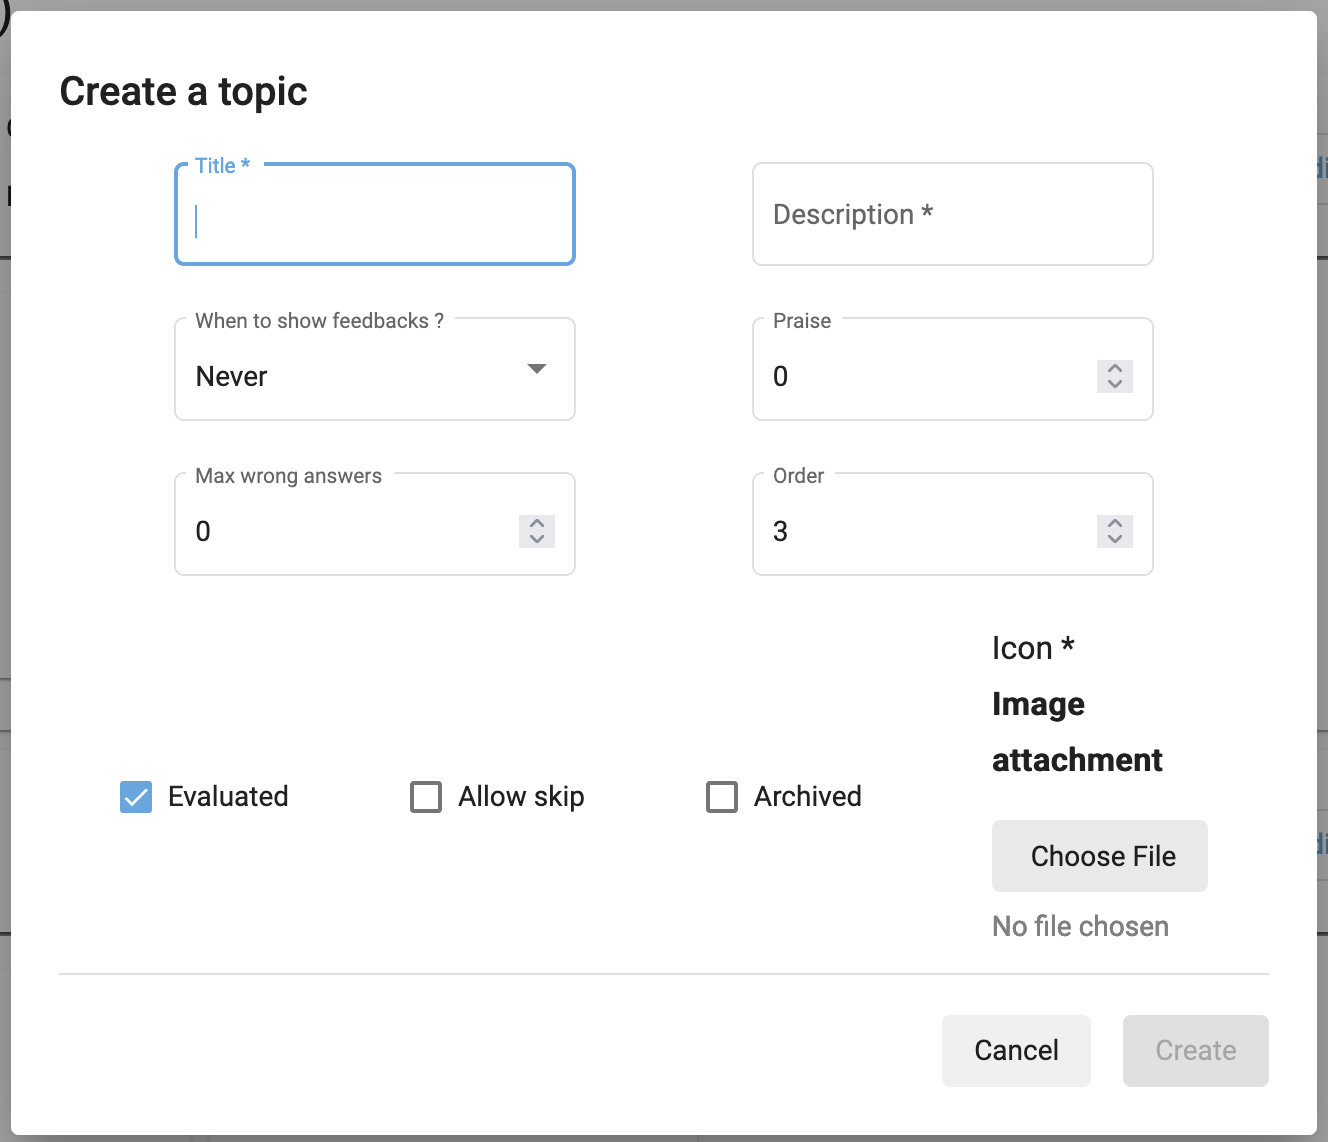 Create a topic
Title *
Description *
When to show feedbacks ?
Never
Praise
0
Max wrong answers
0
Order
3
Icon *
Image
attachment
Evaluated
Allow skip
Archived
Choose File
No file chosen
Cancel
Create